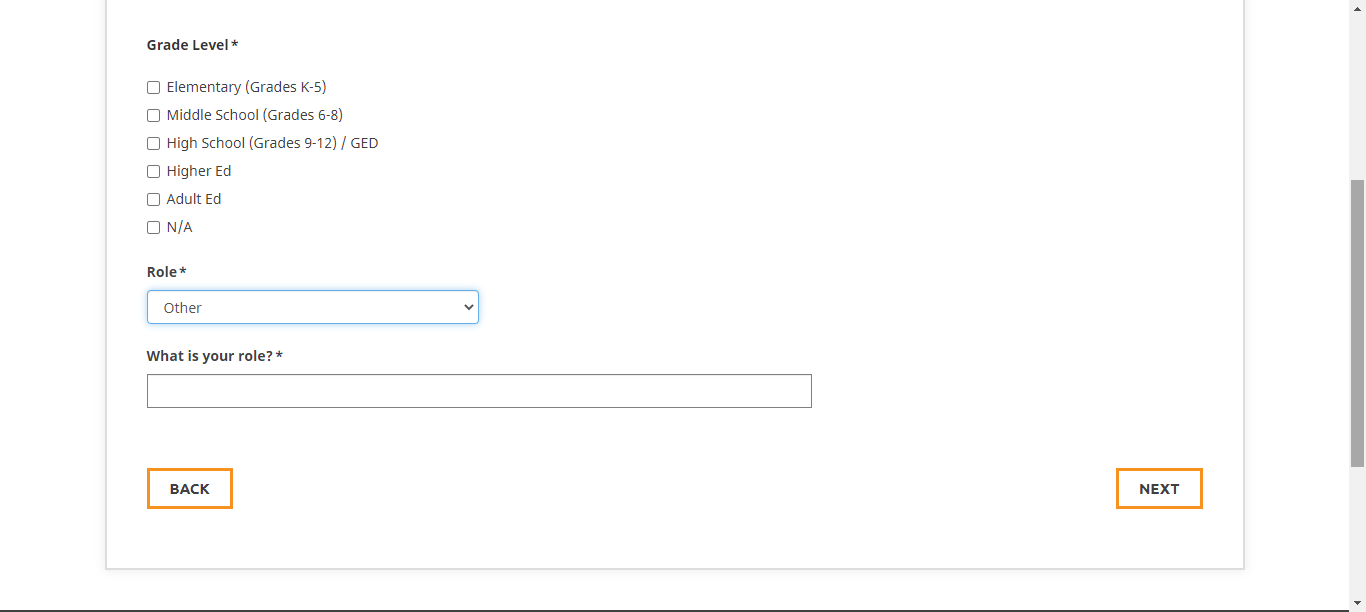 Grade Level *
Elementary (Grades K-5)
Middle School (Grades 6-8)
High School (Grades 9-12) / GED
Higher Ed
Adult Ed
N/A
Role *
Other
What is your role? *
BACK
NEXT